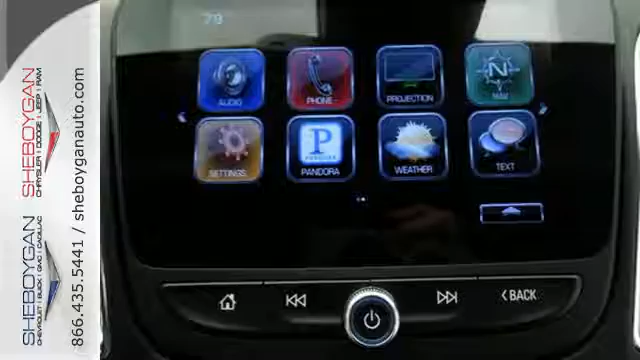 79
AUDIO
PHONE
PROJECTION
N
NAV
SETTINGS
P
PANDORA
PANDORA
WEATHER
TEXT
BACK
SHEBOYGAN
CHRYSLER | DODGE | JEEP | RAM
SHEBOYGAN
CHEVROLET | BUICK | GMC | CADILLAC
866.435.5441 / sheboyganauto.com